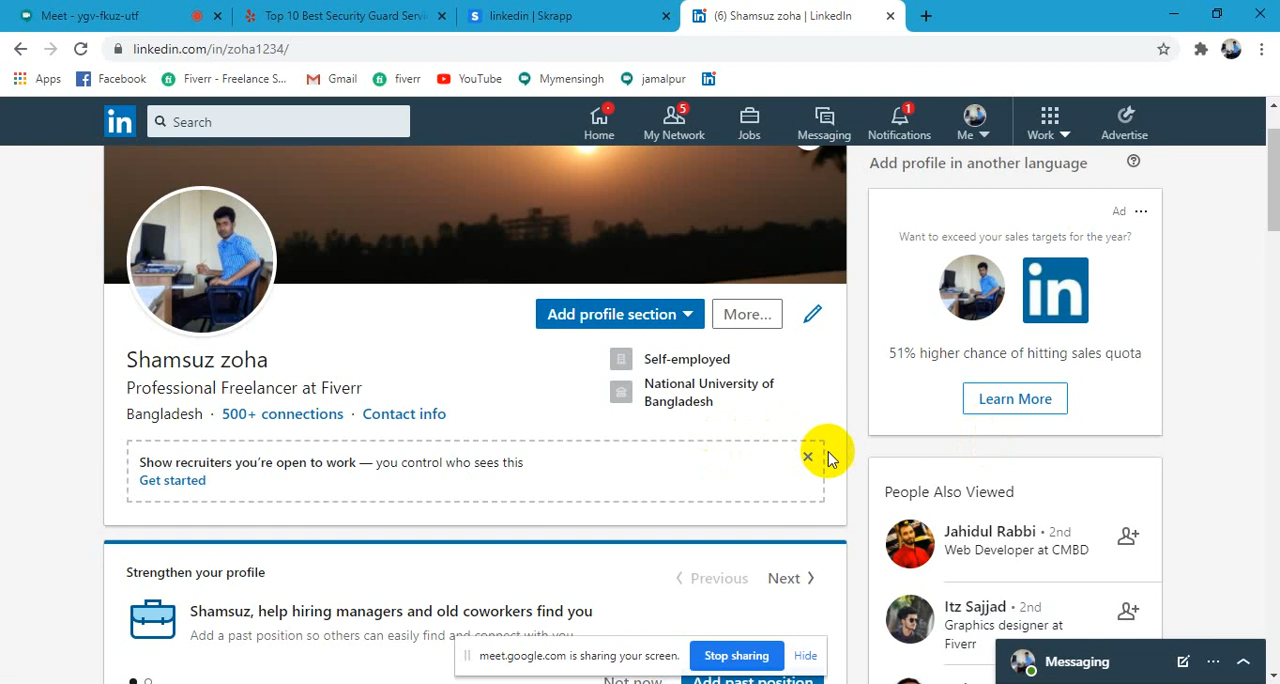 Meet - ygv-fkuz-utf
Top 10 Best Security Guard Servi
linkedin | Skrapp
(6) Shamsuz zoha | LinkedIn
linkedin.com/in/zoha1234/
Apps
Facebook
Fiverr - Freelance S...
Gmail
fiverr
YouTube
Mymensingh
jamalpur
in
in
Search
Home
5
My Network
Jobs
Messaging
1
Notifications
Me
Work
Advertise
Add profile in another language
Ad
Want to exceed your sales targets for the year?
in
51% higher chance of hitting sales quota
Learn More
Add profile section
More...
Shamsuz zoha
Professional Freelancer at Fiverr
Bangladesh · 500+ connections · Contact info
Self-employed
National University of
Bangladesh
Show recruiters you're open to work — you control who sees this
Get started
People Also Viewed
Jahidul Rabbi • 2nd
Web Developer at CMBD
Itz Sajjad • 2nd
Graphics designer at
Fiverr
Strengthen your profile
Previous
Next
Shamsuz, help hiring managers and old coworkers find you
Add a past position so others can easily find and connect with you
meet.google.com is sharing your screen.
Stop sharing
Hide
Not now
Add past position
Messaging